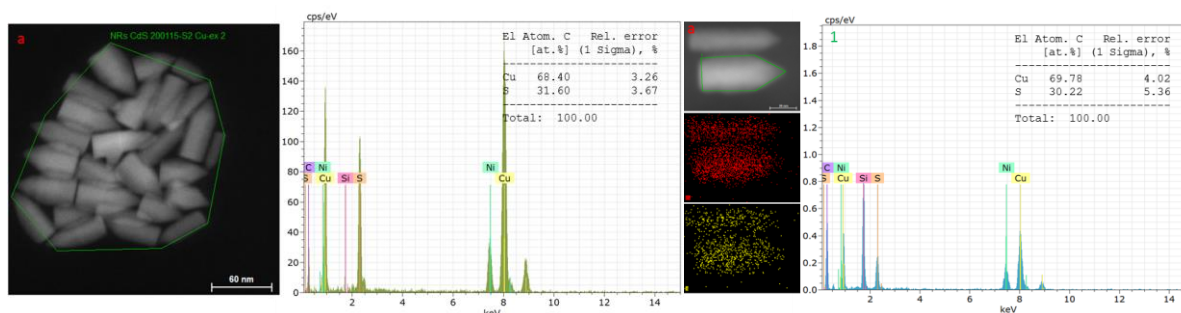 a
NRs CdS 200115-S2 Cu-ex 2
60 nm
cps/eV
160
140
120
100
80
60
40
20
0
El Atom. C Rel. error
[at.%] (1 Sigma), %
Cu 68.40 3.26
S 31.60 3.67
Total: 100.00
C Ni Ni
S Cu Si S Cu
2 4 6 8 10 12 14
keV
cps/eV
1
1.8
1.6
1.4
1.2
1.0
0.8
0.6
0.4
0.2
0.0
El Atom. C Rel. error
[at.%] (1 Sigma), %
Cu 69.78 4.02
S 30.22 5.36
Total: 100.00
C Ni Ni
S Cu Si S Cu
2 4 6 8 10 12 14
keV